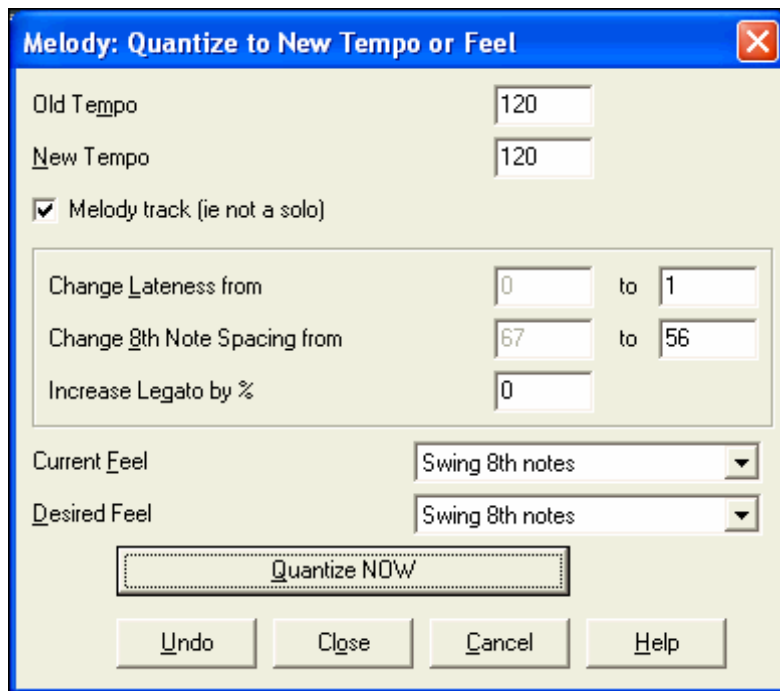 Melody: Quantize to New Tempo or Feel
Old Tempo 120
New Tempo 120
Melody track (ie not a solo)
Change Lateness from 0 to 1
Change 8th Note Spacing from 67 to 56
Increase Legato by % 0
Current Feel Swing 8th notes
Desired Feel Swing 8th notes
Quantize NOW
Undo Close Cancel Help